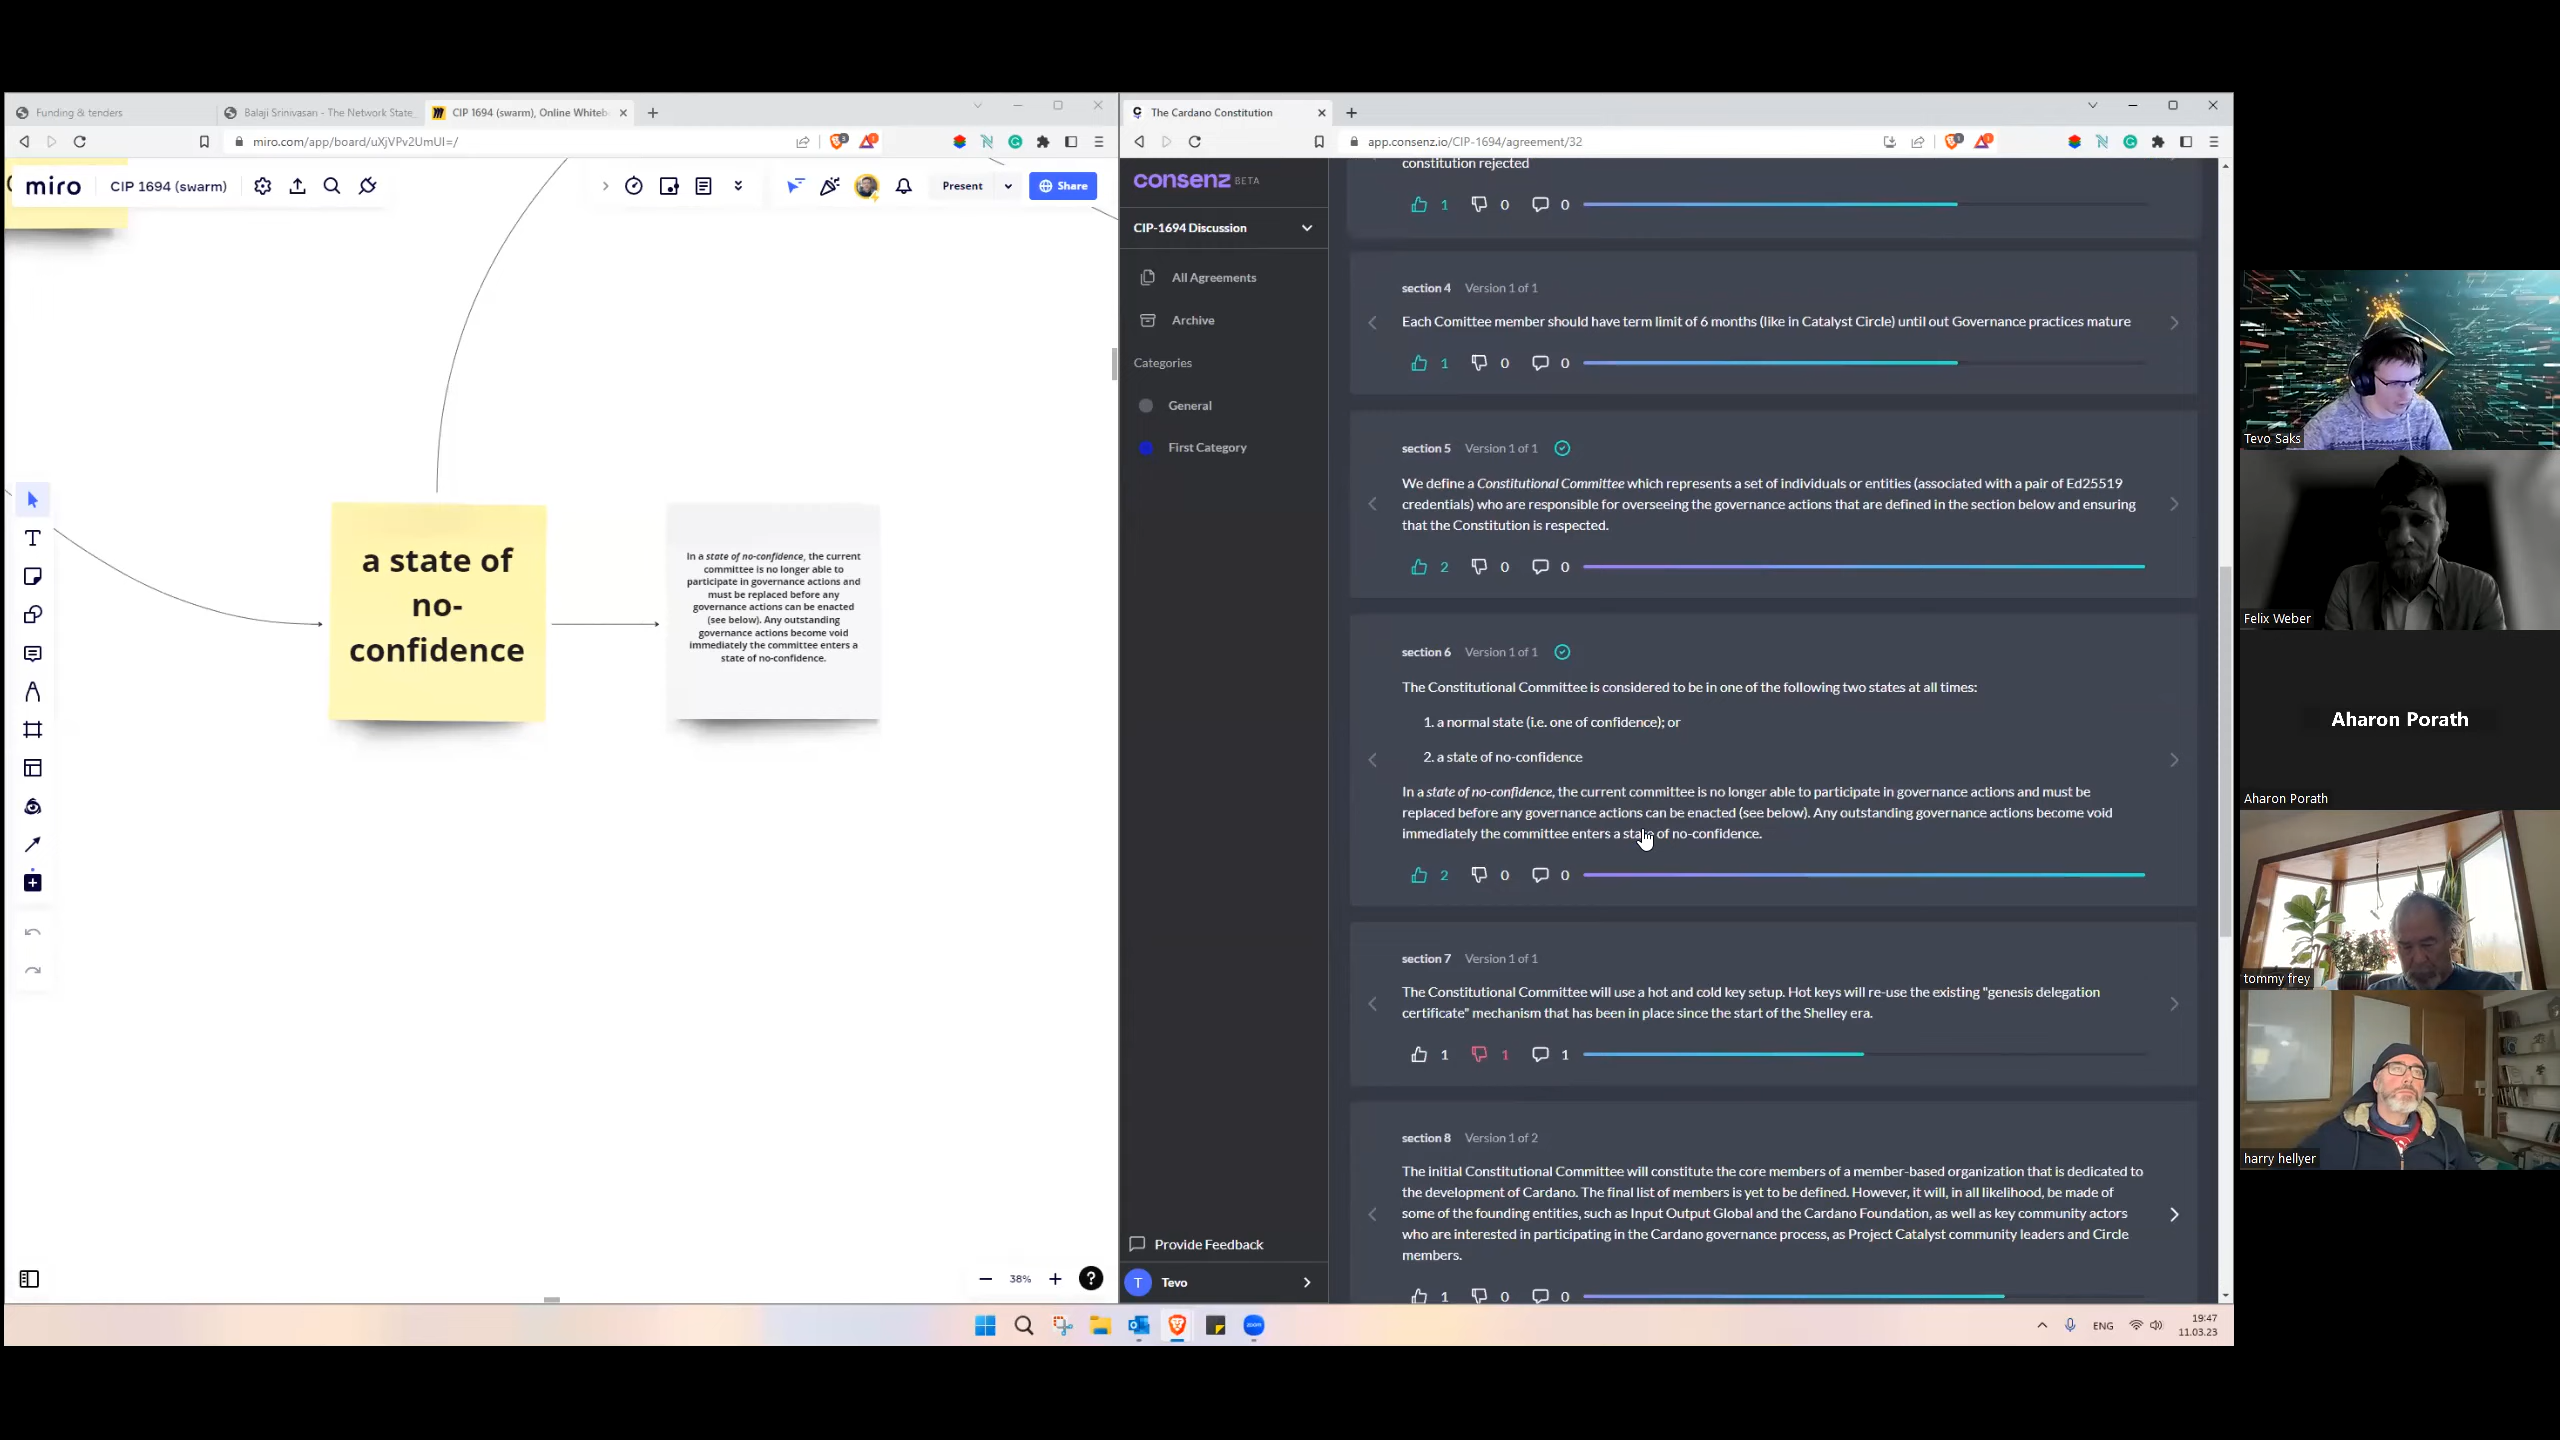 Funding & tenders
Balaji Srinivasan - The Network State
CIP 1694 (swarm), Online Whiteb
miro.com/app/board/uXjVPv2UmUI=/
miro
CIP 1694 (swarm)
Present
Share
a state of
no-
confidence
In a state of no-confidence, the current
committee is no longer able to
participate in governance actions and
must be replaced before any
governance actions can be enacted
(see below). Any outstanding
governance actions become void
immediately the committee enters a
state of no-confidence.
38%
The Cardano Constitution
app.consenz.io/CIP-1694/agreement/32
consenz BETA
CIP-1694 Discussion
All Agreements
Archive
Categories
General
First Category
Provide Feedback
T Tevo
constitution rejected
1 0 0
section 4 Version 1 of 1
Each Comittee member should have term limit of 6 months (like in Catalyst Circle) until out Governance practices mature
1 0 0
section 5 Version 1 of 1
We define a Constitutional Committee which represents a set of individuals or entities (associated with a pair of Ed25519
credentials) who are responsible for overseeing the governance actions that are defined in the section below and ensuring
that the Constitution is respected.
2 0 0
section 6 Version 1 of 1
The Constitutional Committee is considered to be in one of the following two states at all times:
1. a normal state (i.e. one of confidence); or
2. a state of no-confidence
In a state of no-confidence, the current committee is no longer able to participate in governance actions and must be
replaced before any governance actions can be enacted (see below). Any outstanding governance actions become void
immediately the committee enters a state of no-confidence.
2 0 0
section 7 Version 1 of 1
The Constitutional Committee will use a hot and cold key setup. Hot keys will re-use the existing "genesis delegation
certificate" mechanism that has been in place since the start of the Shelley era.
1 1 1
section 8 Version 1 of 2
The initial Constitutional Committee will constitute the core members of a member-based organization that is dedicated to
the development of Cardano. The final list of members is yet to be defined. However, it will, in all likelihood, be made of
some of the founding entities, such as Input Output Global and the Cardano Foundation, as well as key community actors
who are interested in participating in the Cardano governance process, as Project Catalyst community leaders and Circle
members.
1 0 0
ENG
19:47
11.03.23
Tevo Saks
Felix Weber
Aharon Porath
Aharon Porath
tommy frey
harry hellyer